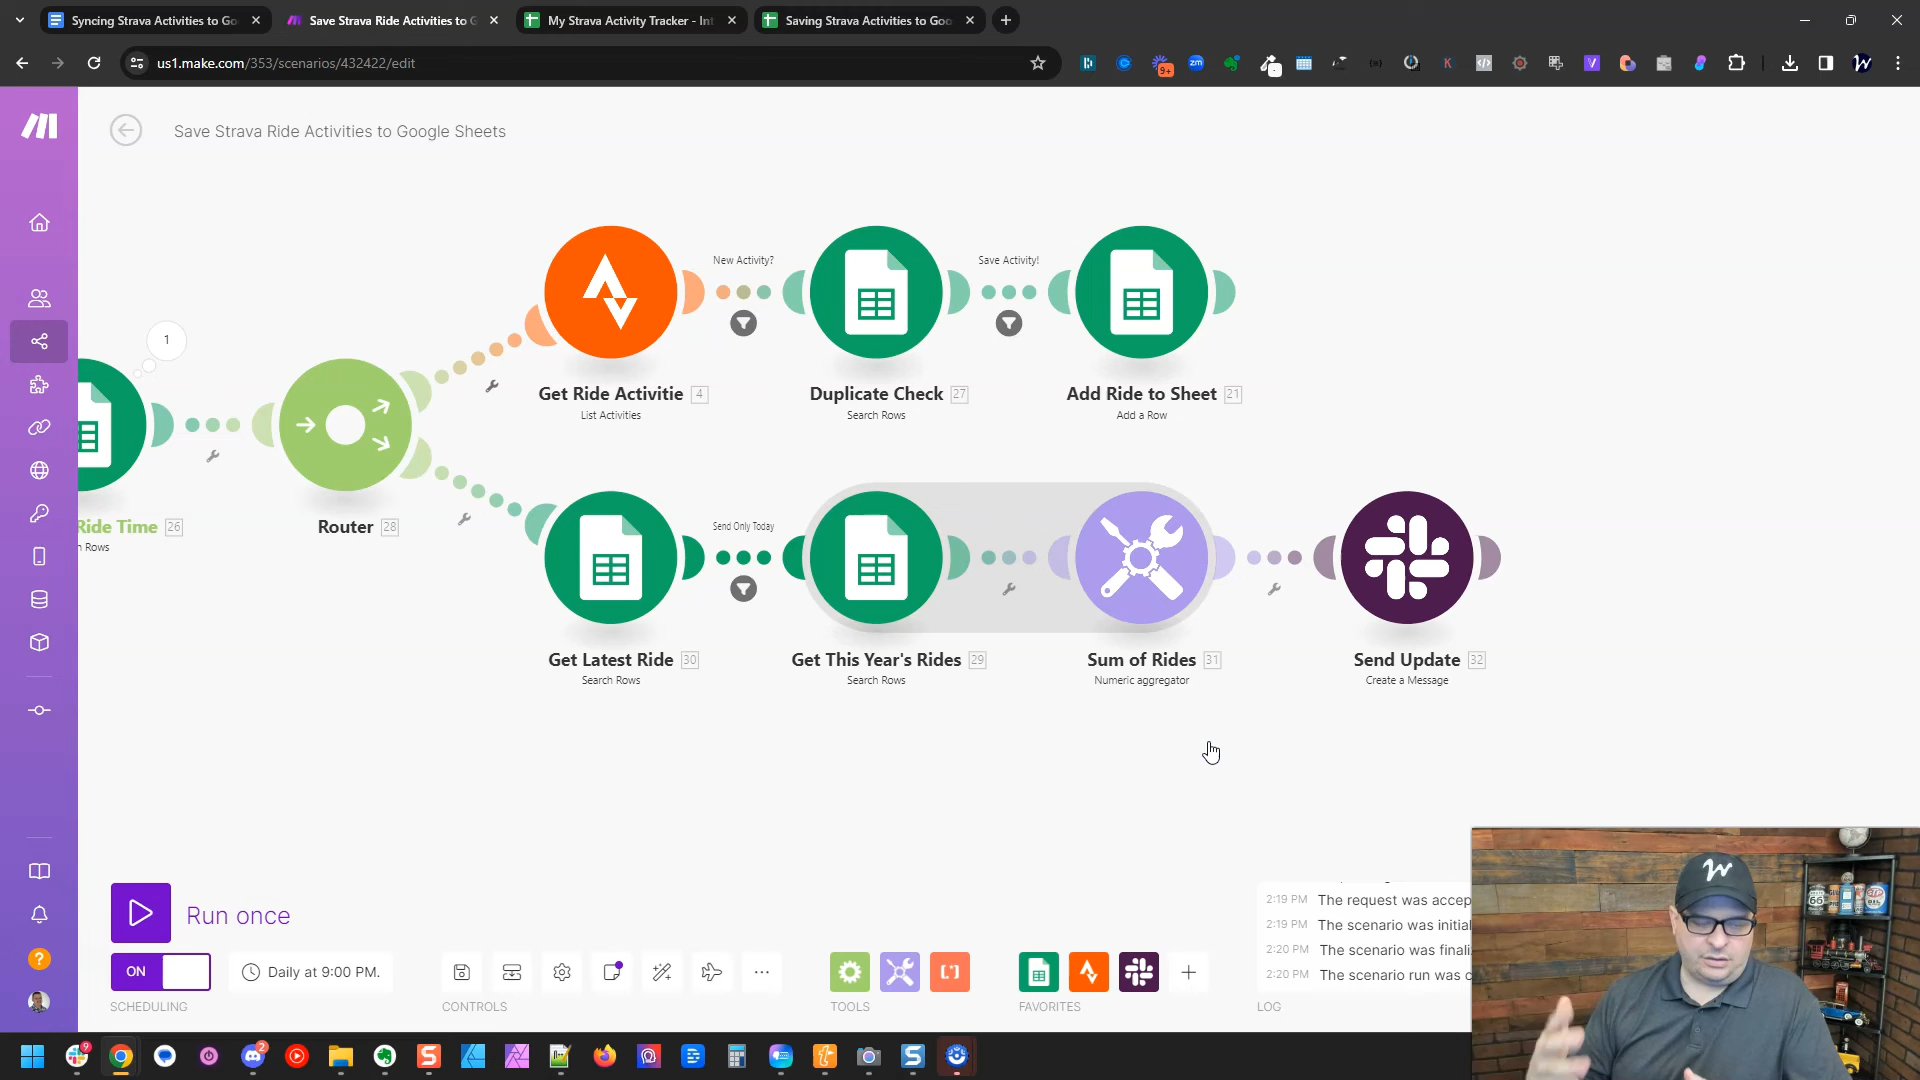 Syncing Strava Activities to Go
Save Strava Ride Activities to G
My Strava Activity Tracker - Int
Saving Strava Activities to Goo
us1.make.com/353/scenarios/432422/edit
9+
zm
K
V
Save Strava Ride Activities to Google Sheets
New Activity?
Save Activity!
1
Get Ride Activitie 4
List Activities
Duplicate Check 27
Search Rows
Add Ride to Sheet 21
Add a Row
Ride Time 26
h Rows
Router 28
Send Only Today
Get Latest Ride 30
Search Rows
Get This Year's Rides 29
Search Rows
Sum of Rides 31
Numeric aggregator
Send Update 32
Create a Message
Run once
ON
Daily at 9:00 PM.
SCHEDULING
CONTROLS
TOOLS
FAVORITES
LOG
2:19 PM The request was accep
2:19 PM The scenario was initial
2:20 PM The scenario was finali
2:20 PM The scenario run was c
66
9
2